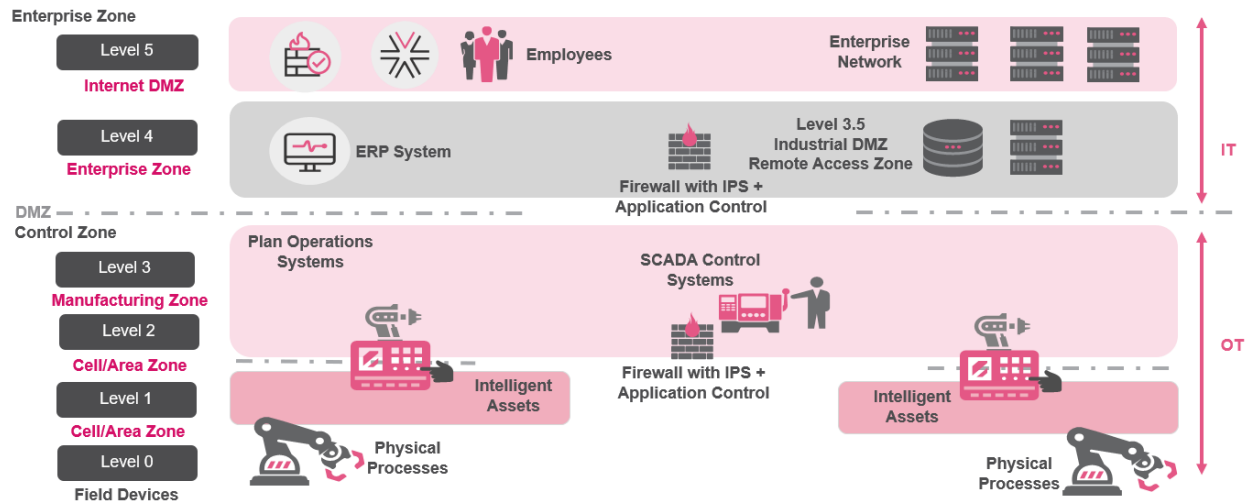 Enterprise Zone
Level 5
Internet DMZ
Employees
Enterprise
Network
Level 4
Enterprise Zone
ERP System
Firewall with IPS +
Application Control
Level 3.5
Industrial DMZ
Remote Access Zone
IT
DMZ
Control Zone
Level 3
Manufacturing Zone
Plan Operations
Systems
SCADA Control
Systems
Level 2
Cell/Area Zone
Firewall with IPS +
Application Control
OT
Level 1
Cell/Area Zone
Intelligent
Assets
Intelligent
Assets
Level 0
Field Devices
Physical
Processes
Physical
Processes